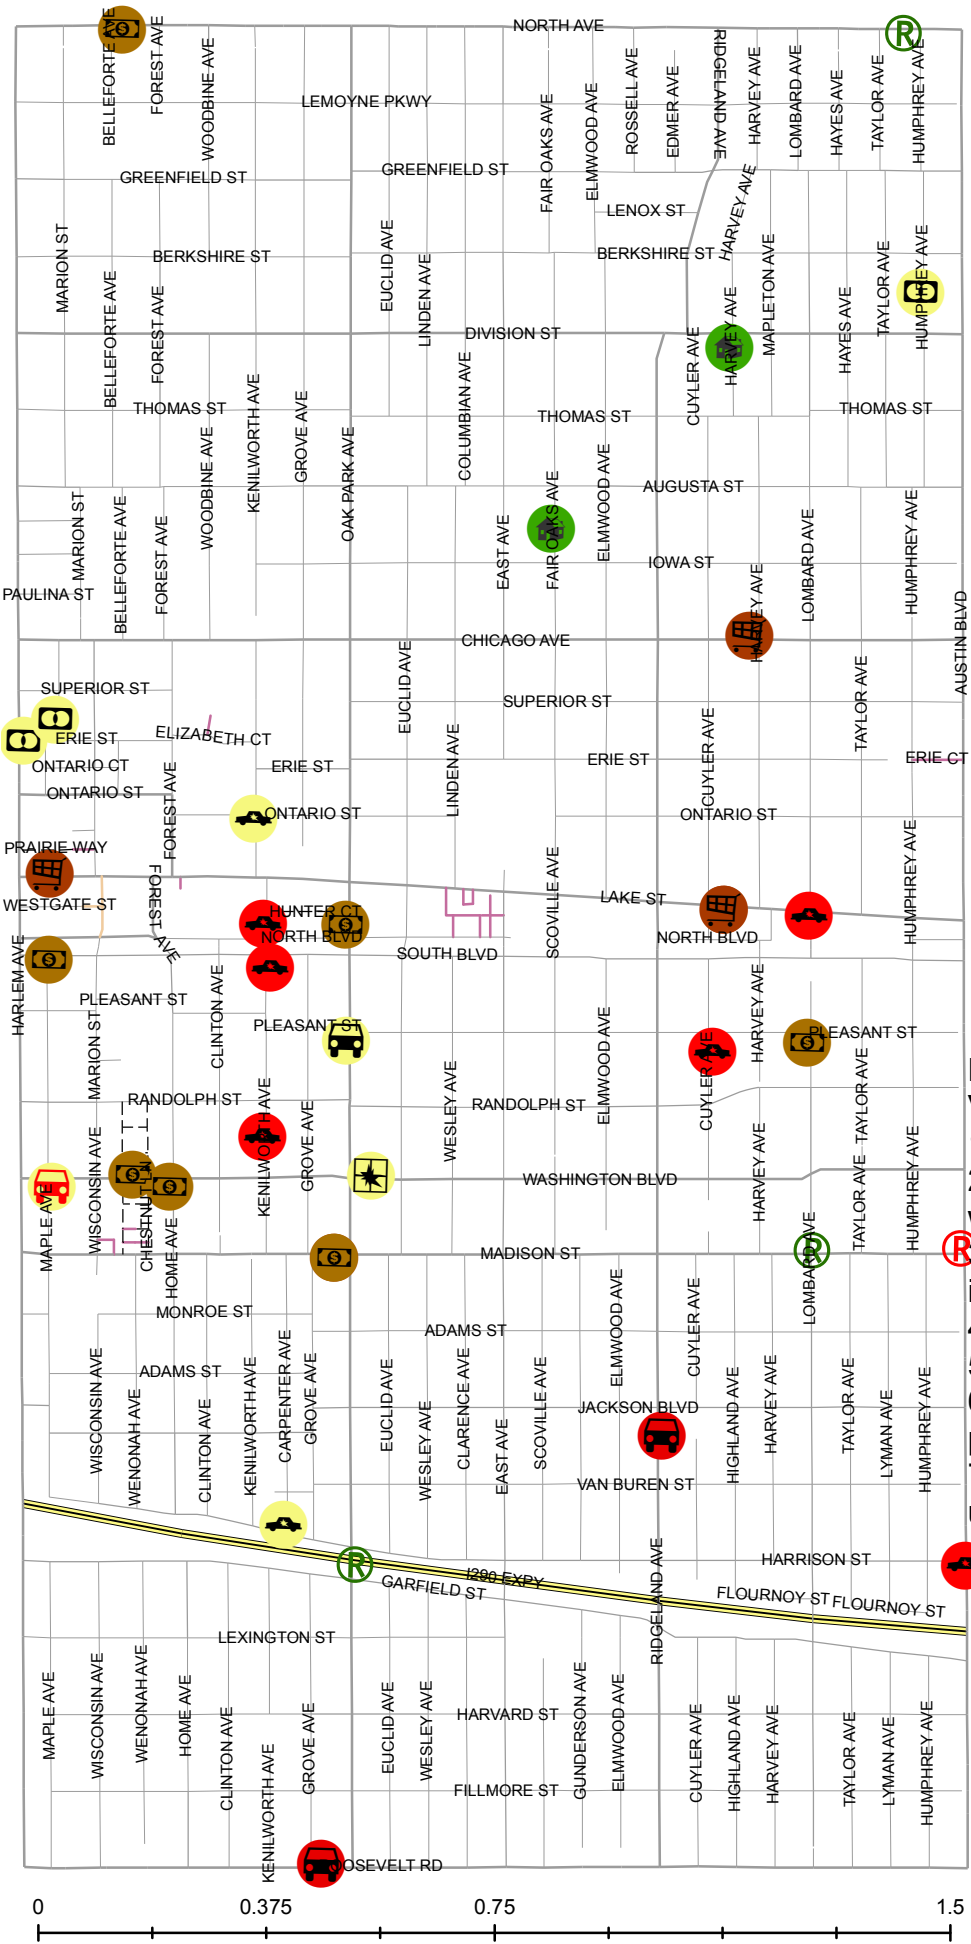 NORTH AVE
BELLEFORTE AVE
FOREST AVE
WOODBINE AVE
LEMOYNE PKWY
FAIR OAKS AVE
ELMWOOD AVE
ROSSELL AVE
EDMER AVE
RIDGELAND AVE
HARVEY AVE
LOMBARD AVE
HAYES AVE
TAYLOR AVE
HUMPHREY AVE
R
GREENFIELD ST
GREENFIELD ST
LENOX ST
HARVEY AVE
MARION ST
BERKSHIRE ST
BERKSHIRE ST
EUCLID AVE
LINDEN AVE
MAPLETON AVE
TAYLOR AVE
HUMPHREY AVE
BELLEFORTE AVE
FOREST AVE
DIVISION ST
CUYLER AVE
HARVEY AVE
HAYES AVE
THOMAS ST
THOMAS ST
THOMAS ST
KENILWORTH AVE
GROVE AVE
COLUMBIAN AVE
WOODBINE AVE
OAK PARK AVE
AUGUSTA ST
MARION ST
BELLEFORTE AVE
FOREST AVE
EAST AVE
FAIR OAKS AVE
ELMWOOD AVE
IOWA ST
LOMBARD AVE
HUMPHREY AVE
PAULINA ST
HARVEY AVE
AUSTIN BLVD
CHICAGO AVE
SUPERIOR ST
SUPERIOR ST
EUCLID AVE
TAYLOR AVE
ERIE ST
ELIZABETH CT
ERIE ST
ERIE ST
ERIE CT
ONTARIO CT
ONTARIO ST
FOREST AVE
LINDEN AVE
CUYLER AVE
ONTARIO ST
ONTARIO ST
PRAIRIE WAY
SCOVILLE AVE
HUMPHREY AVE
WESTGATE ST
FOREST AVE
LAKE ST
HUNTER CT
NORTH BLVD
NORTH BLVD
SOUTH BLVD
HARLEM AVE
PLEASANT ST
CLINTON AVE
HARVEY AVE
PLEASANT ST
PLEASANT ST
MARION ST
ELMWOOD AVE
CUYLER AVE
RANDOLPH ST
RANDOLPH ST
TAYLOR AVE
KENILWORTH AVE
GROVE AVE
WESLEY AVE
WISCONSIN AVE
WASHINGTON BLVD
HARVEY AVE
TAYLOR AVE
HUMPHREY AVE
MAPLE AVE
HOME AVE
MADISON ST
R
LOMBARD AVE
R
MONROE ST
ADAMS ST
ADAMS ST
ELMWOOD AVE
CUYLER AVE
WISCONSIN AVE
WENONAH AVE
CLINTON AVE
KENILWORTH AVE
CARPENTER AVE
GROVE AVE
EUCLID AVE
WESLEY AVE
CLARENCE AVE
EAST AVE
SCOVILLE AVE
JACKSON BLVD
HIGHLAND AVE
HARVEY AVE
TAYLOR AVE
LYMAN AVE
HUMPHREY AVE
VAN BUREN ST
HARRISON ST
R
I290 EXPY
GARFIELD ST
RIDGELAND AVE
FLOURNOY ST
FLOURNOY ST
LEXINGTON ST
MAPLE AVE
WISCONSIN AVE
WENONAH AVE
HOME AVE
CLINTON AVE
KENILWORTH AVE
GROVE AVE
EUCLID AVE
WESLEY AVE
HARVARD ST
GUNDERSON AVE
ELMWOOD AVE
CUYLER AVE
HIGHLAND AVE
HARVEY AVE
TAYLOR AVE
LYMAN AVE
HUMPHREY AVE
FILLMORE ST
OOSEVELT RD
0 0.375 0.75 1.5